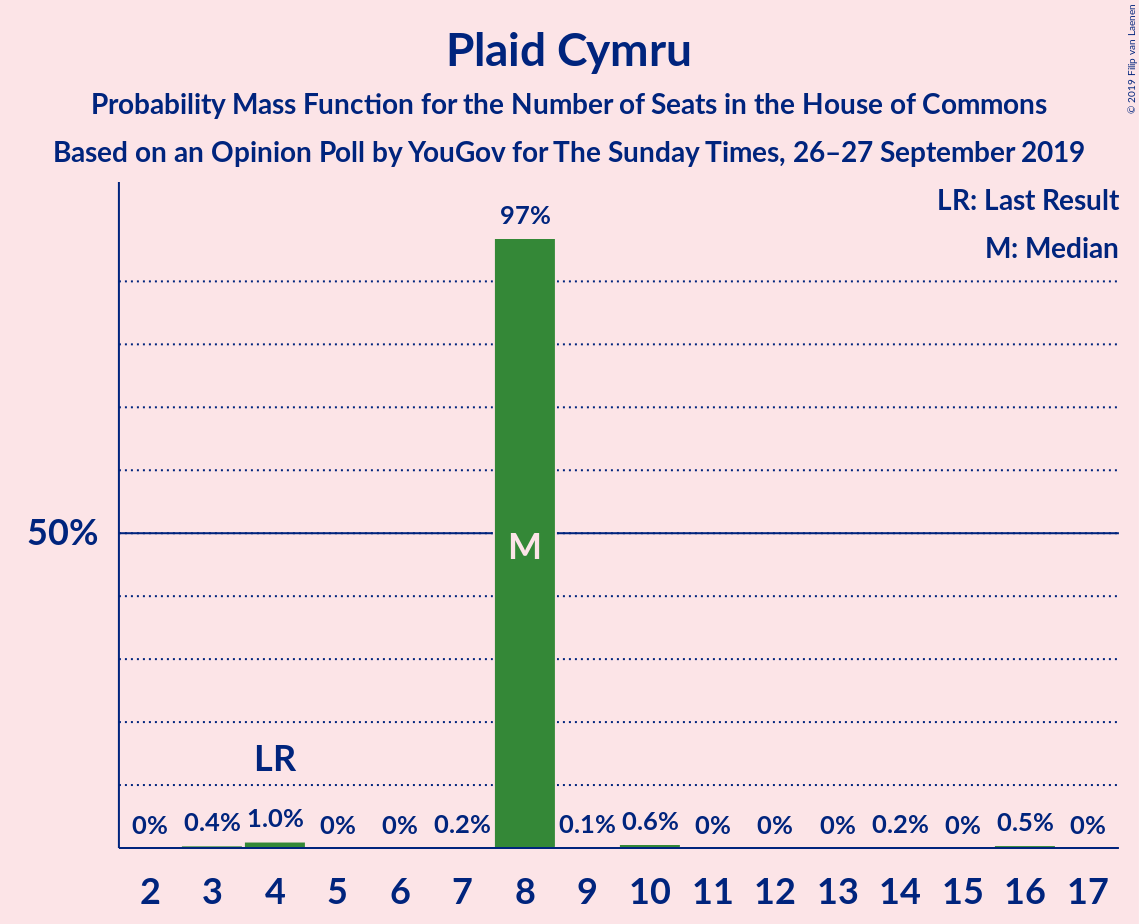 Plaid Cymru
Probability Mass Function for the Number of Seats in the House of Commons
Based on an Opinion Poll by YouGov for The Sunday Times, 26–27 September 2019
© 2019 Filip van Laenen
LR: Last Result
M: Median
97%
50%
M
LR
0% 0.4% 1.0% 0% 0% 0.2% 0.1% 0.6% 0% 0% 0% 0.2% 0% 0.5% 0%
2 3 4 5 6 7 8 9 10 11 12 13 14 15 16 17